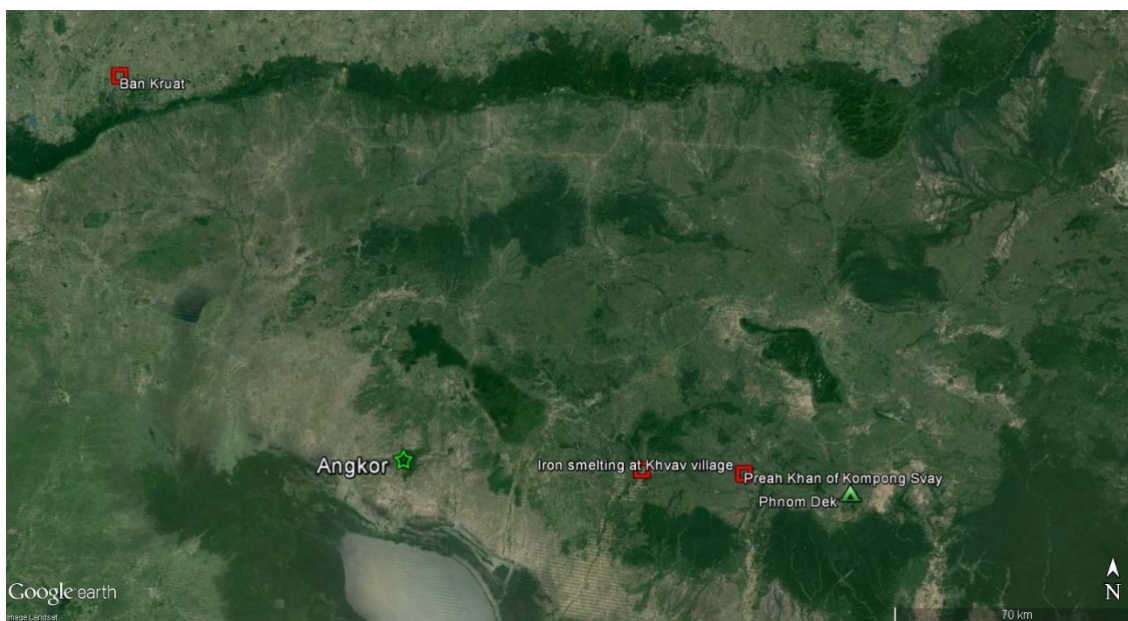 Ban Kruat
Angkor
Iron smelting at Khvav village
Preah Khan of Kompong Svay
Phnom Dek
Google earth
Image Landsat
N
70 km